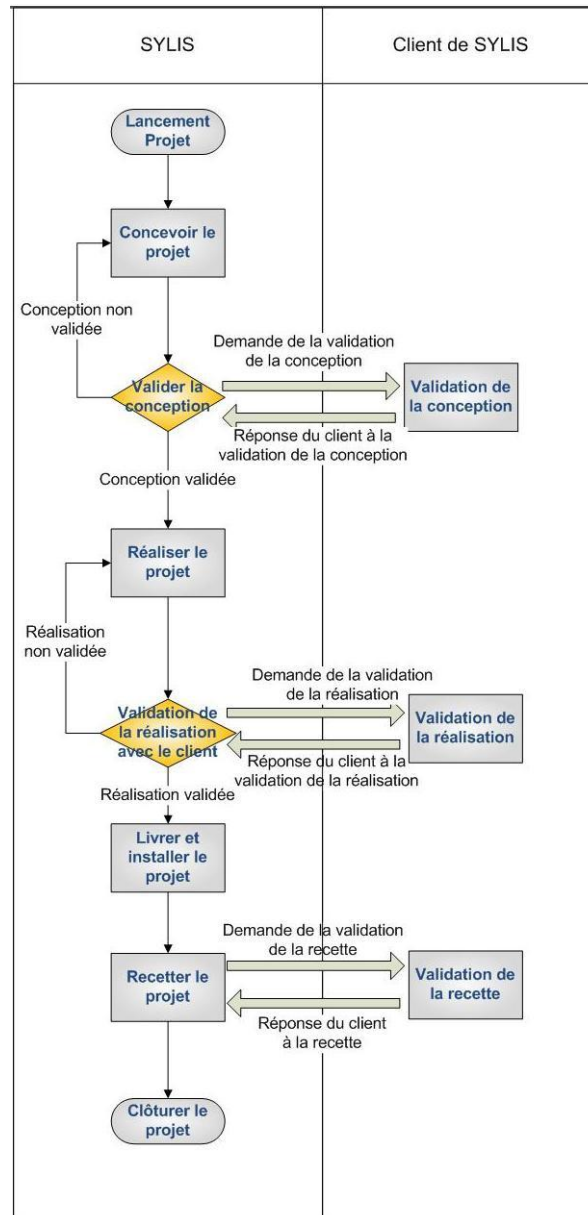 SYLIS
Client de SYLIS
Lancement
Projet
Concevoir le
projet
Conception non
validée
Demande de la validation
de la conception
Valider la
conception
Validation de
la conception
Réponse du client à la
validation de la conception
Conception validée
Réaliser le
projet
Réalisation
non validée
Demande de la validation
de la réalisation
Validation de
la réalisation
avec le client
Validation de
la réalisation
Réponse du client à la
validation de la réalisation
Réalisation validée
Livrer et
installer le
projet
Demande de la validation
de la recette
Recetter le
projet
Validation de
la recette
Réponse du client
à la recette
Clôturer le
projet